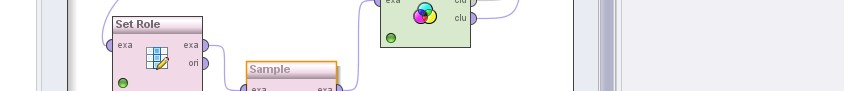 exa clu
clu
Set Role
exa exa
ori
Sample
exa exa